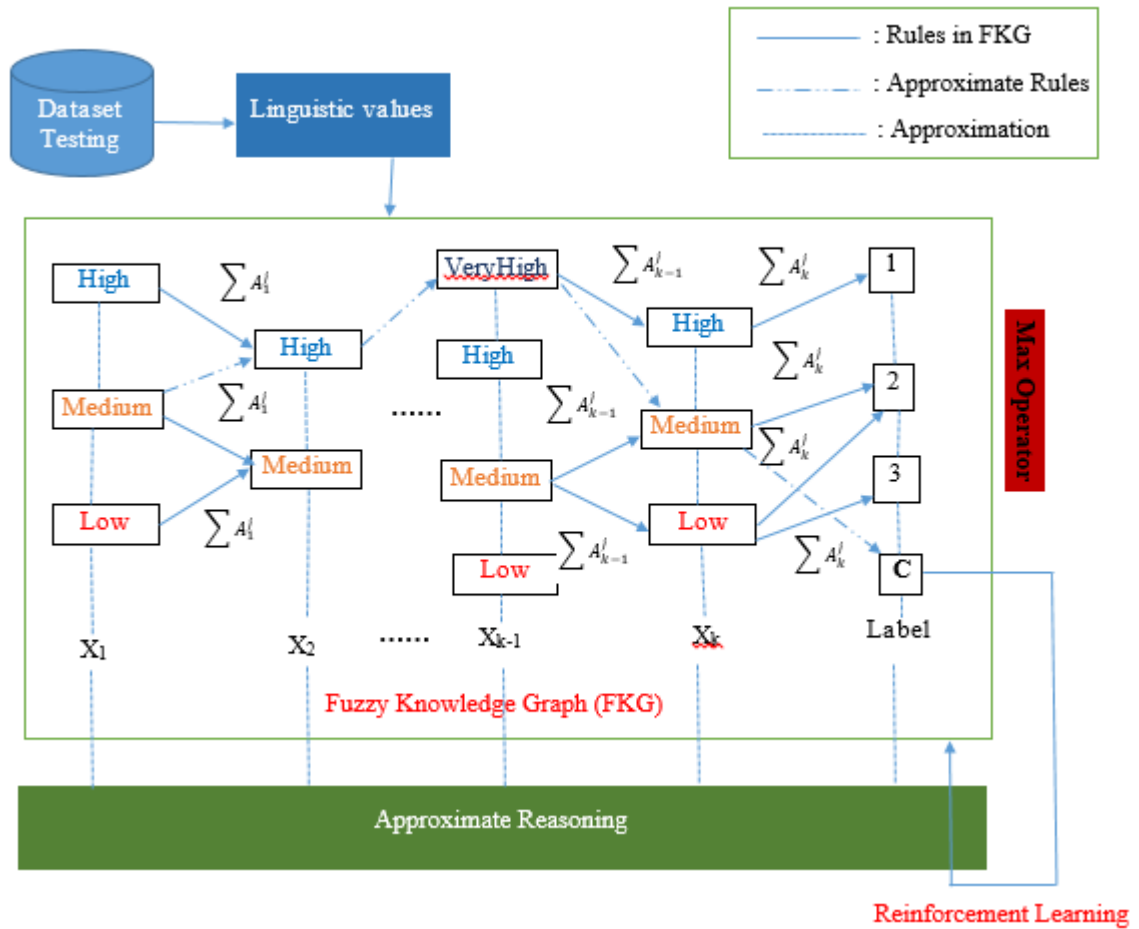 : Rules in FKG
: Approximate Rules
: Approximation
Dataset
Testing
Linguistic values
High
∑ A₁ˡ
VeryHigh
∑ Aₖ₋₁ˡ
∑ Aₖˡ
1
High
High
High
∑ Aₖˡ
Max Operator
Medium
∑ A₁ˡ
......
∑ Aₖ₋₁ˡ
Medium
2
∑ Aₖˡ
Medium
Medium
3
Low
∑ A₁ˡ
Low
∑ Aₖ₋₁ˡ
∑ Aₖˡ
Low
C
X₁
X₂
......
Xₖ₋₁
Xₖ
Label
Fuzzy Knowledge Graph (FKG)
Approximate Reasoning
Reinforcement Learning